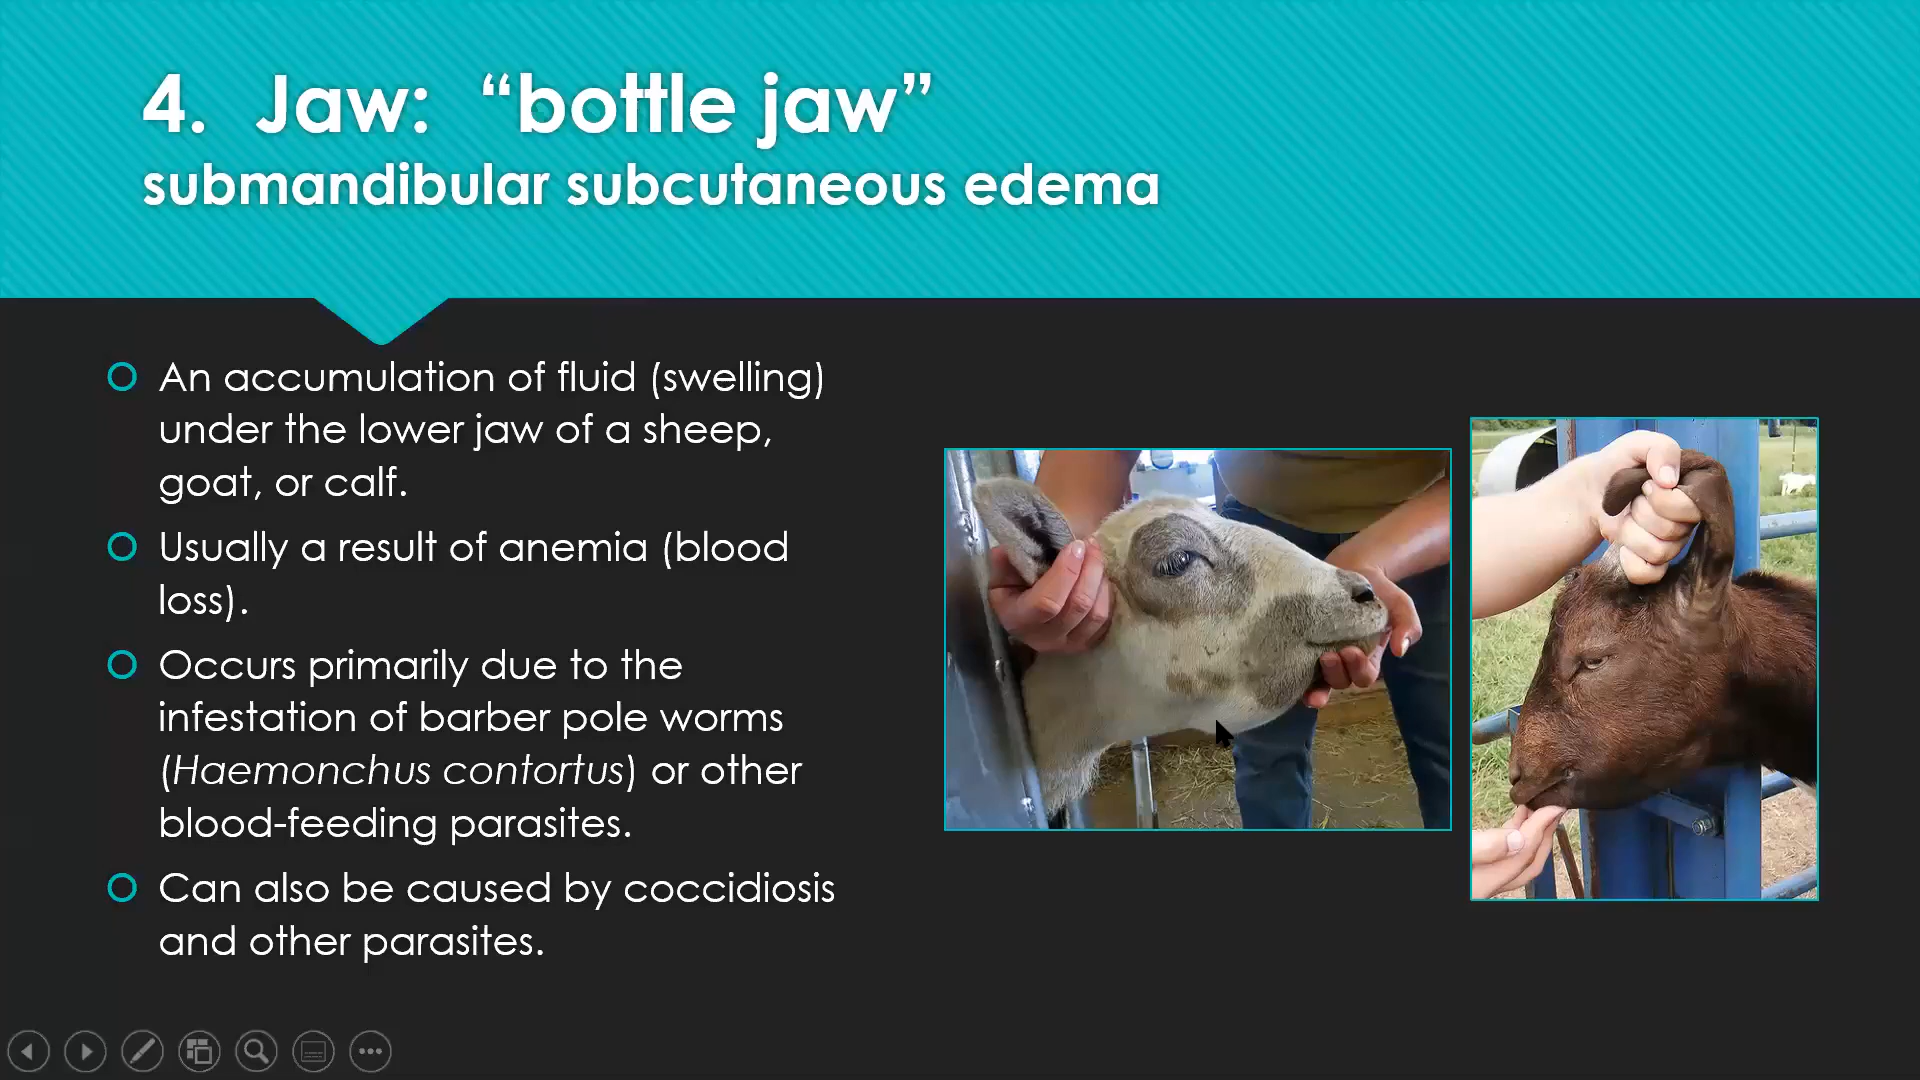 4. Jaw: “bottle jaw”
submandibular subcutaneous edema
An accumulation of fluid (swelling)
under the lower jaw of a sheep,
goat, or calf.
Usually a result of anemia (blood
loss).
Occurs primarily due to the
infestation of barber pole worms
(Haemonchus contortus) or other
blood-feeding parasites.
Can also be caused by coccidiosis
and other parasites.